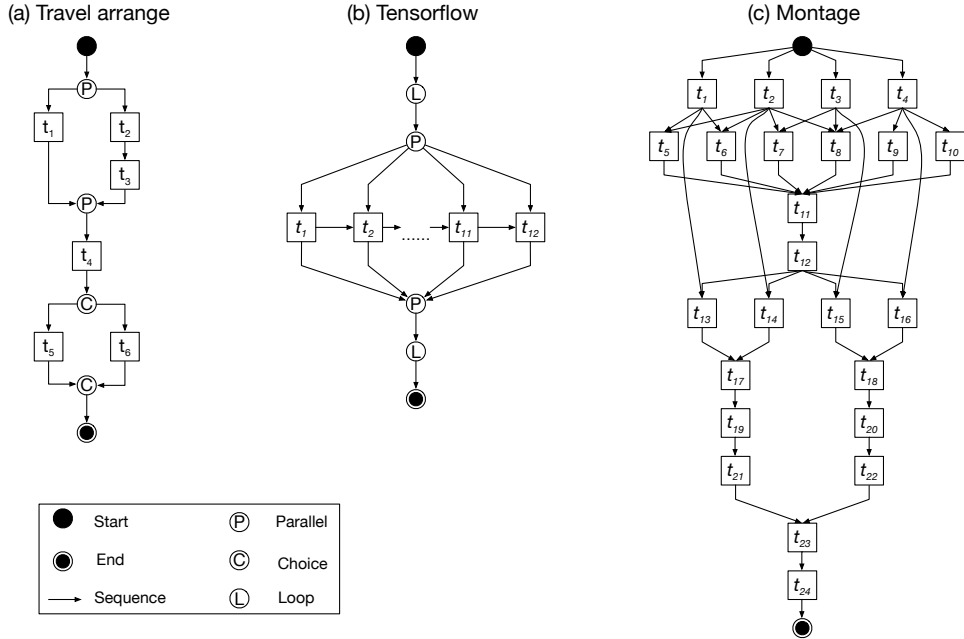 (a) Travel arrange
(b) Tensorflow
(c) Montage
P
t1
t2
t3
P
t4
C
t5
t6
C
L
P
t1
t2
......
t11
t12
P
L
t1
t2
t3
t4
t5
t6
t7
t8
t9
t10
t11
t12
t13
t14
t15
t16
t17
t18
t19
t20
t21
t22
t23
t24
Start
P Parallel
End
C Choice
Sequence
L Loop